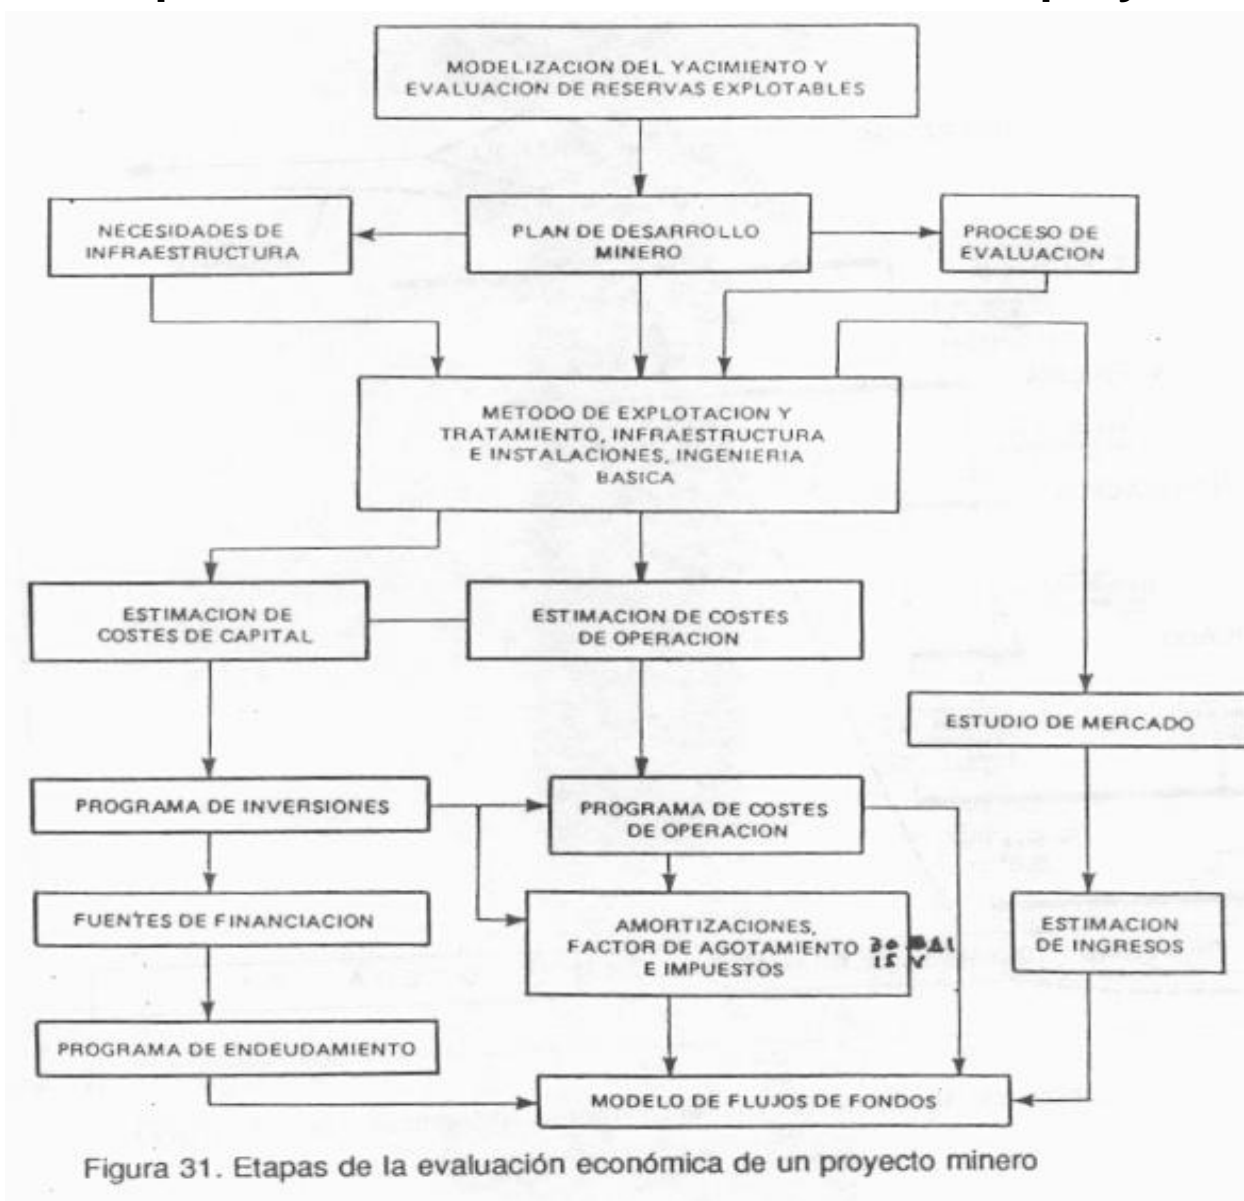 MODELIZACION DEL YACIMIENTO Y
EVALUACION DE RESERVAS EXPLOTABLES
NECESIDADES DE
INFRAESTRUCTURA
PLAN DE DESARROLLO
MINERO
PROCESO DE
EVALUACION
METODO DE EXPLOTACION Y
TRATAMIENTO, INFRAESTRUCTURA
E INSTALACIONES, INGENIERIA
BASICA
ESTIMACION DE
COSTES DE CAPITAL
ESTIMACION DE COSTES
DE OPERACION
ESTUDIO DE MERCADO
PROGRAMA DE INVERSIONES
PROGRAMA DE COSTES
DE OPERACION
FUENTES DE FINANCIACION
AMORTIZACIONES,
FACTOR DE AGOTAMIENTO
E IMPUESTOS
ESTIMACION
DE INGRESOS
PROGRAMA DE ENDEUDAMIENTO
MODELO DE FLUJOS DE FONDOS
Figura 31. Etapas de la evaluación económica de un proyecto minero